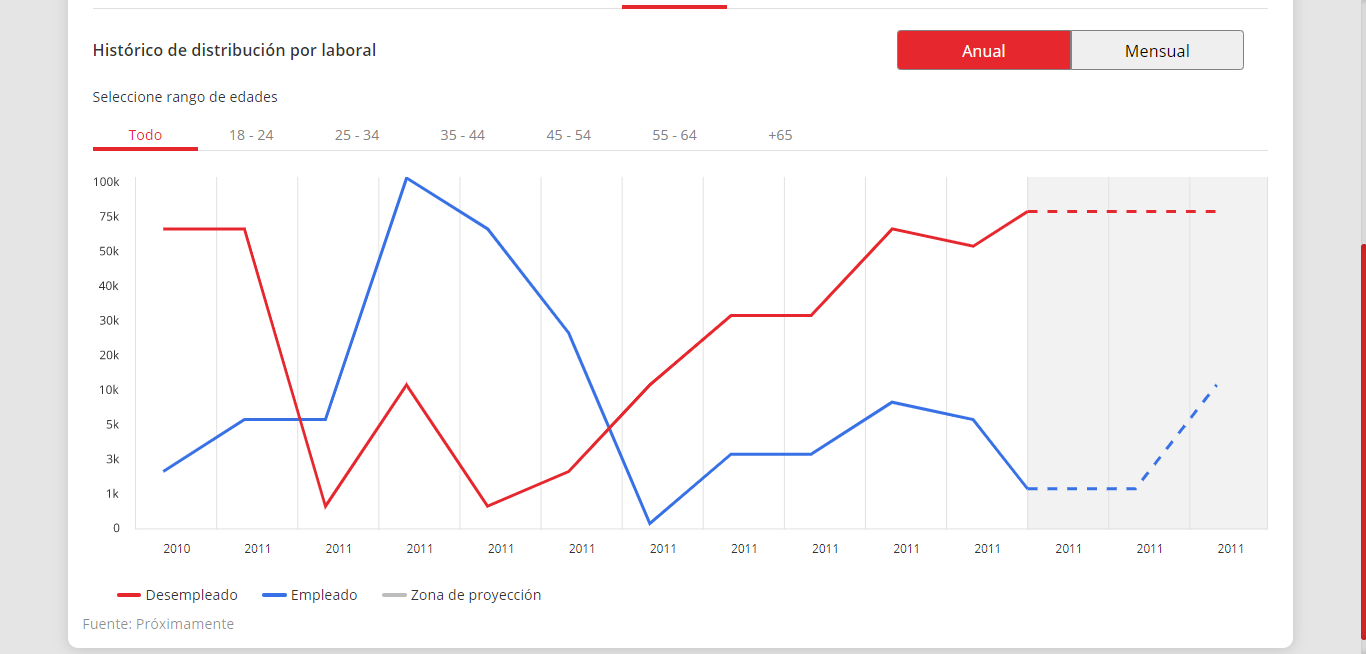 Histórico de distribución por laboral
Anual Mensual
Seleccione rango de edades
Todo 18 - 24 25 - 34 35 - 44 45 - 54 55 - 64 +65
100k
75k
50k
40k
30k
20k
10k
5k
3k
1k
0
2010 2011 2011 2011 2011 2011 2011 2011 2011 2011 2011 2011 2011 2011
Desempleado Empleado Zona de proyección
Fuente: Próximamente